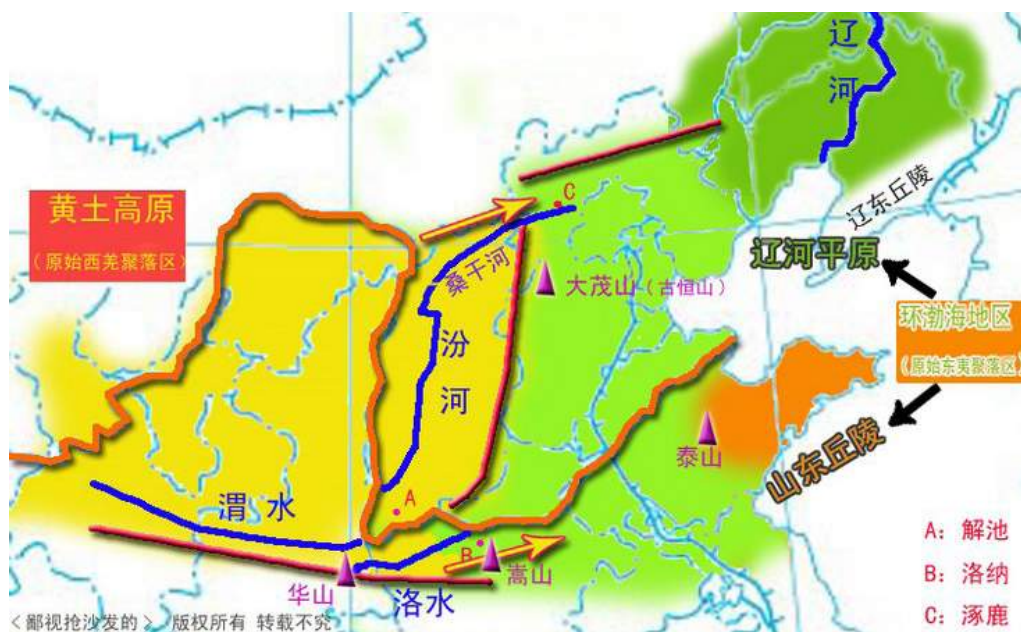 辽河
黄土高原
（原始西羌聚落区）
C
辽东丘陵
桑干河
大茂山（古恒山）
辽河平原
环渤海地区
（原始东夷聚落区）
汾河
泰山
山东丘陵
渭水
A
B
华山
洛水
嵩山
A：解池
B：洛纳
C：涿鹿
＜鄙视抢沙发的＞ 版权所有 转载不究